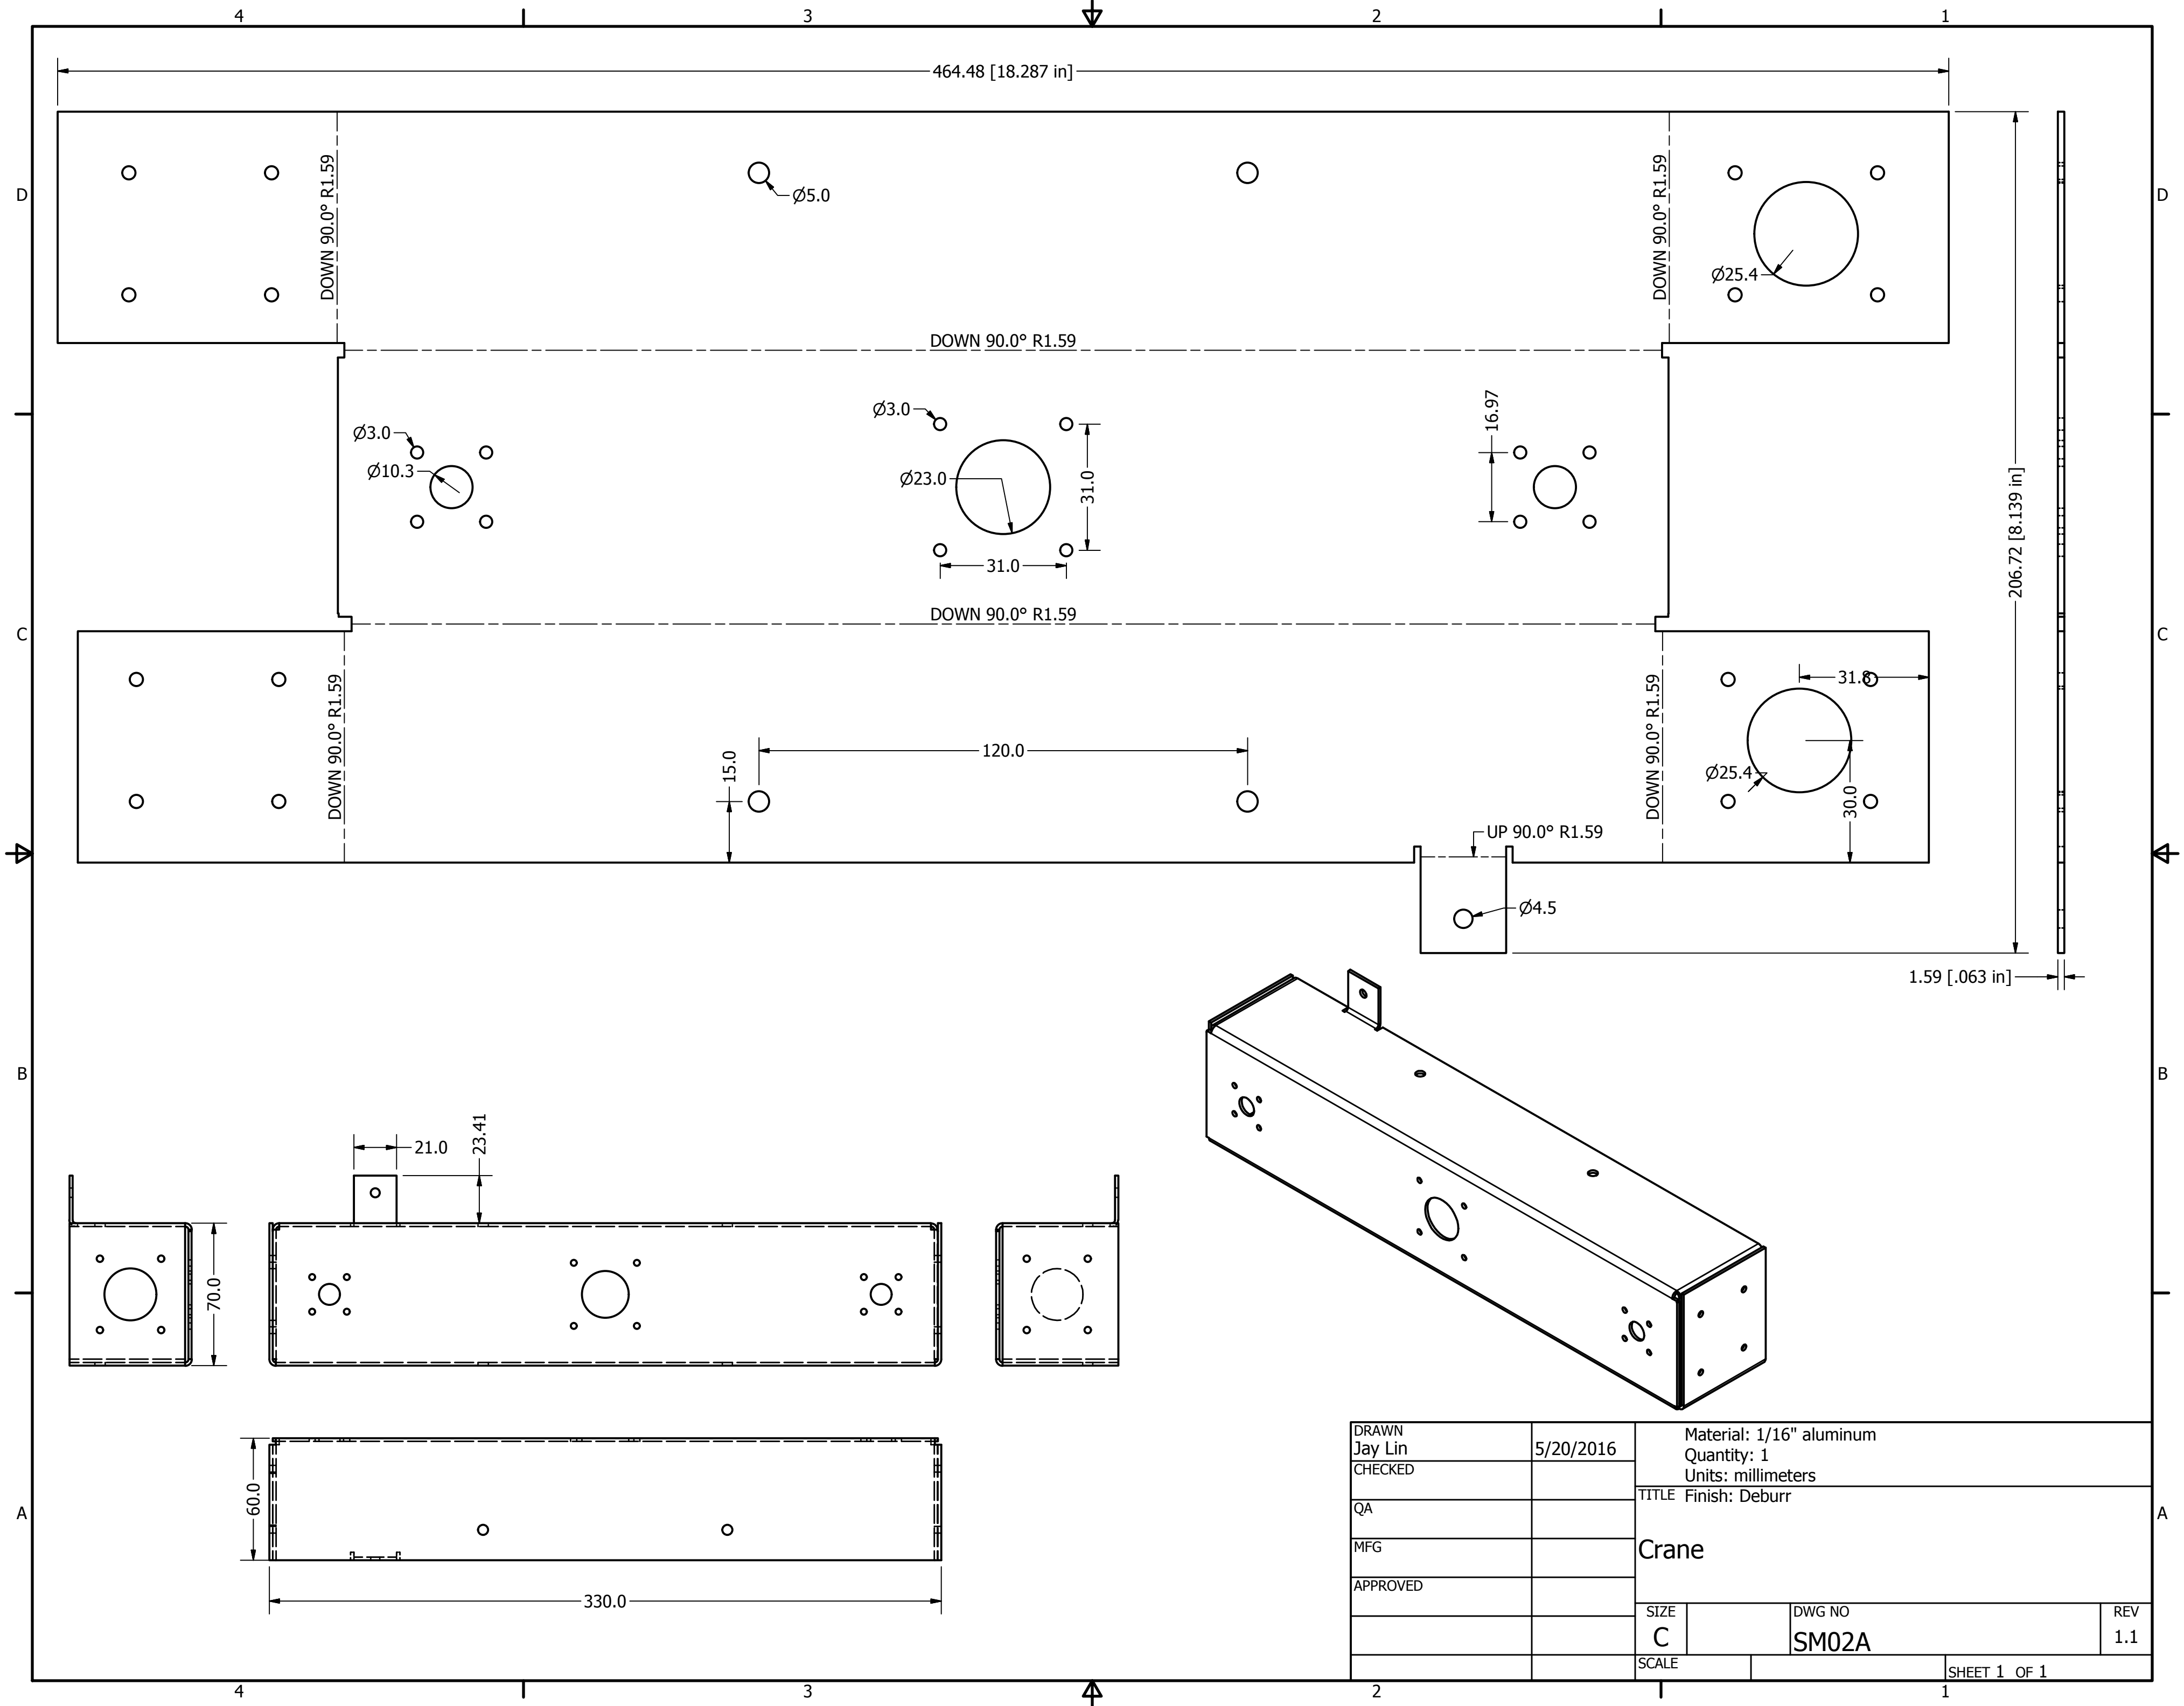 4 3 2 1
464.48 [18.287 in]
D D
DOWN 90.0° R1.59
Ø5.0
DOWN 90.0° R1.59
Ø25.4
DOWN 90.0° R1.59
Ø3.0
Ø10.3
Ø3.0
Ø23.0
31.0
31.0
16.97
206.72 [8.139 in]
DOWN 90.0° R1.59
C C
DOWN 90.0° R1.59
15.0
120.0
DOWN 90.0° R1.59
31.8
Ø25.4
30.0
UP 90.0° R1.59
Ø4.5
1.59 [.063 in]
B B
21.0
23.41
70.0
60.0
330.0
A A
DRAWN
Jay Lin
5/20/2016
CHECKED
QA
MFG
APPROVED
Material: 1/16" aluminum
Quantity: 1
Units: millimeters
TITLE Finish: Deburr
Crane
SIZE
C
DWG NO
SM02A
REV
1.1
SCALE
SHEET 1 OF 1
4 3 2 1